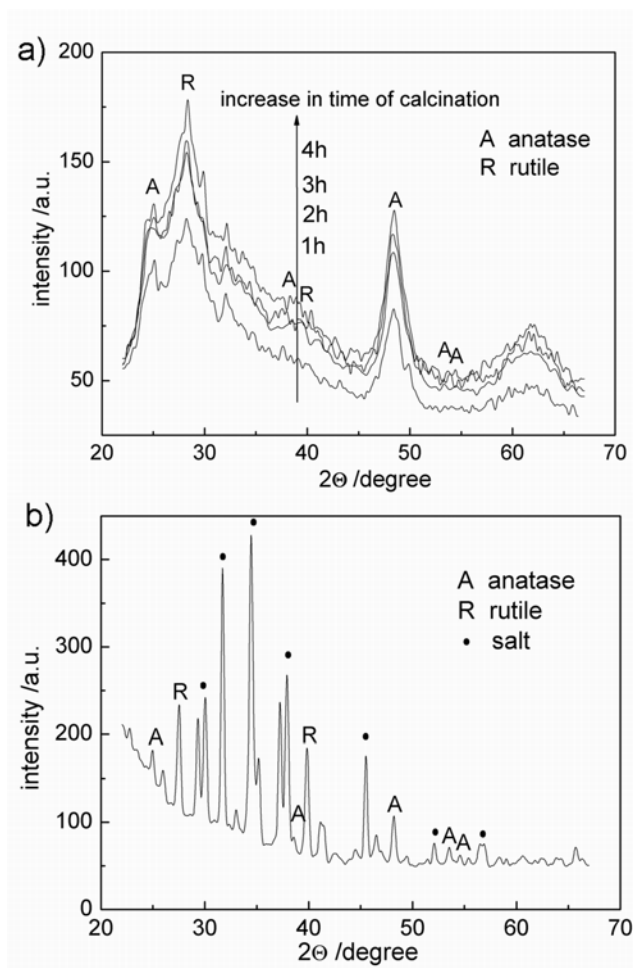 a)
200
150
100
50
intensity /a.u.
R
A
increase in time of calcination
4h
3h
2h
1h
A anatase
R rutile
A
A
R
A A
20 30 40 50 60 70
2Θ /degree
b)
400
300
200
100
0
intensity /a.u.
A anatase
R rutile
• salt
A
R
A
R
A
A
A
20 30 40 50 60 70
2Θ /degree